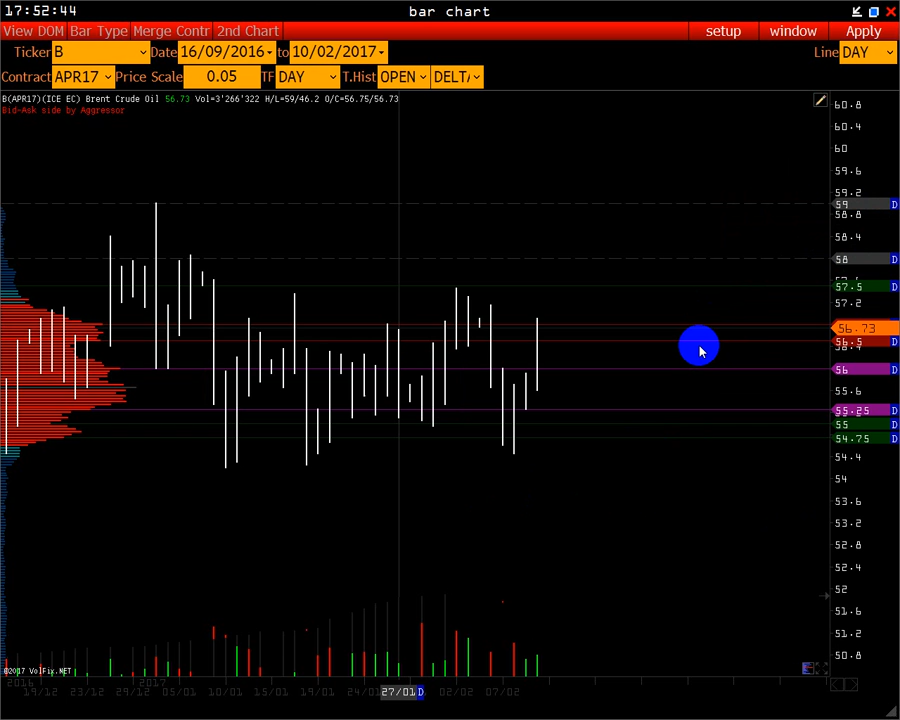 17:52:44 bar chart
View DOM Bar Type Merge Contr 2nd Chart setup window Apply
Ticker B Date 16/09/2016 to 10/02/2017 Line DAY
Contract APR17 Price Scale 0.05 TF DAY T.Hist OPEN DELT
B(APR17)(ICE EC) Brent Crude Oil 56.73 Vol=3'266'322 H/L=59/46.2 O/C=56.75/56.73
Bid-Ask side by Aggressor
60.8
60.4
60
59.6
59.2
59 D
58.8
58.4
58 D
57.5 D
57.2
56.73
56.5 D
56 D
55.6
55.25 D
55 D
54.75 D
54.4
54
53.6
53.2
52.8
52.4
52
51.6
51.2
50.8
©2017 VolFix.NET
2016 2017
19/12 23/12 29/12 05/01 10/01 15/01 19/01 24/01 27/01 D 02/02 07/02